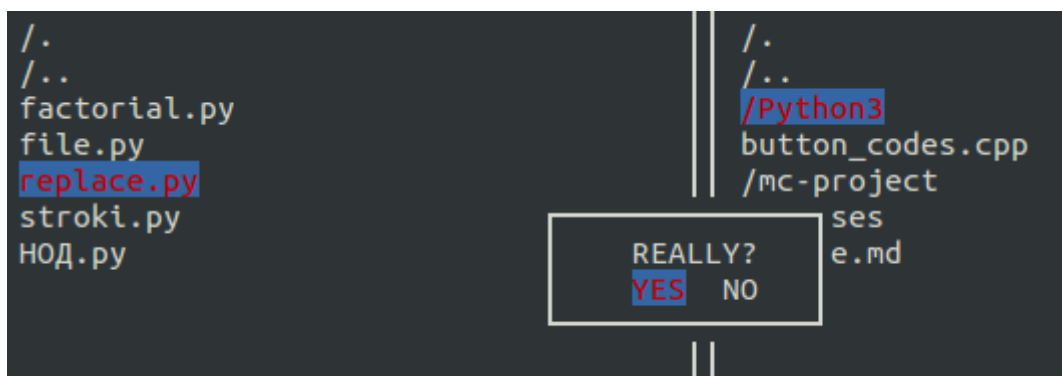 /.
/..
factorial.py
file.py
replace.py
stroki.py
НОД.py
/.
/..
/Python3
button_codes.cpp
/mc-project
ses
e.md
REALLY?
YES NO